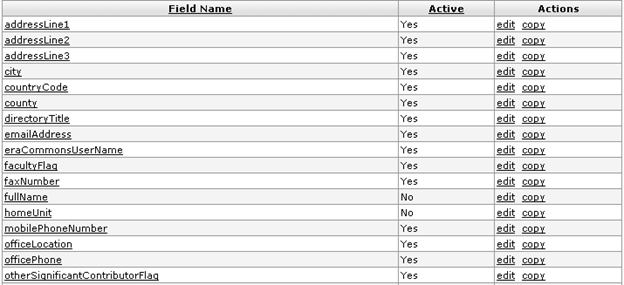 Field Name Active Actions
addressLine1 Yes edit copy
addressLine2 Yes edit copy
addressLine3 Yes edit copy
city Yes edit copy
countryCode Yes edit copy
county Yes edit copy
directoryTitle Yes edit copy
emailAddress Yes edit copy
eraCommonsUserName Yes edit copy
facultyFlag Yes edit copy
faxNumber Yes edit copy
fullName No edit copy
homeUnit No edit copy
mobilePhoneNumber Yes edit copy
officeLocation Yes edit copy
officePhone Yes edit copy
otherSignificantContributorFlag Yes edit copy